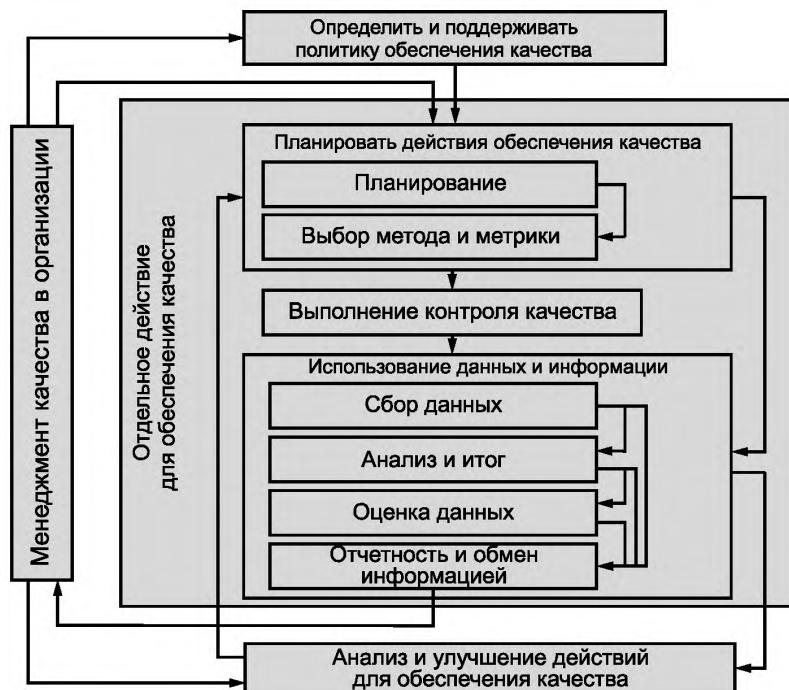 Определить и поддерживать
политику обеспечения качества
Менеджмент качества в организации
Отдельное действие
для обеспечения качества
Планировать действия обеспечения качества
Планирование
Выбор метода и метрики
Выполнение контроля качества
Использование данных и информации
Сбор данных
Анализ и итог
Оценка данных
Отчетность и обмен
информацией
Анализ и улучшение действий
для обеспечения качества